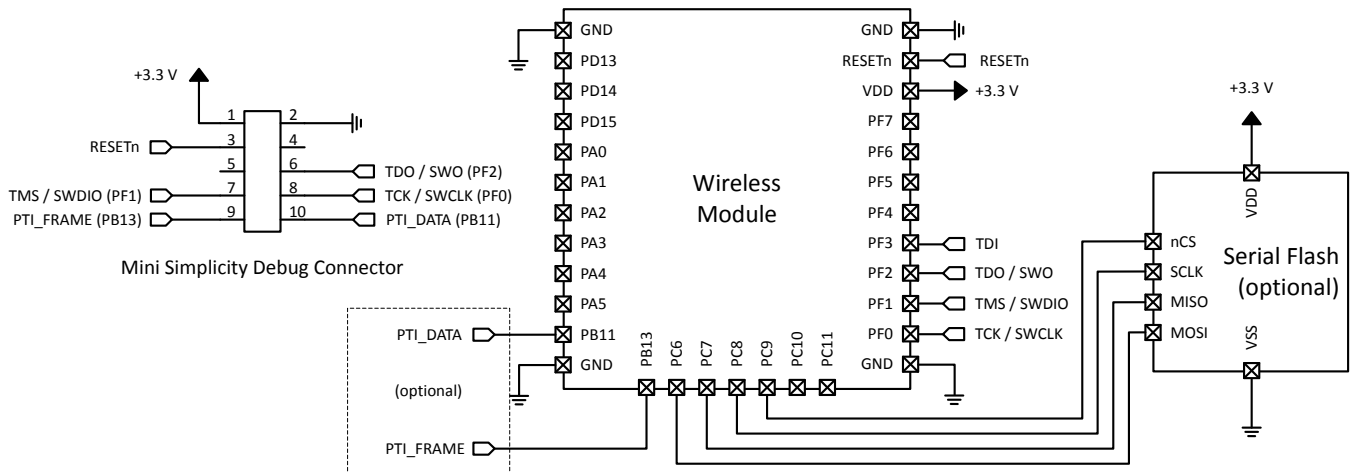 +3.3 V
1 2
RESETn 3 4
5 6 TDO / SWO (PF2)
TMS / SWDIO (PF1) 7 8 TCK / SWCLK (PF0)
PTI_FRAME (PB13) 9 10 PTI_DATA (PB11)
Mini Simplicity Debug Connector
PTI_DATA
(optional)
PTI_FRAME
GND
PD13
PD14
PD15
PA0
PA1
PA2
PA3
PA4
PA5
PB11
GND
Wireless
Module
PB13
PC6
PC7
PC8
PC9
PC10
PC11
GND
RESETn RESETn
VDD +3.3 V
PF7
PF6
PF5
PF4
PF3 TDI
PF2 TDO / SWO
PF1 TMS / SWDIO
PF0 TCK / SWCLK
GND
+3.3 V
VDD
nCS
SCLK
MISO
MOSI
Serial Flash
(optional)
VSS